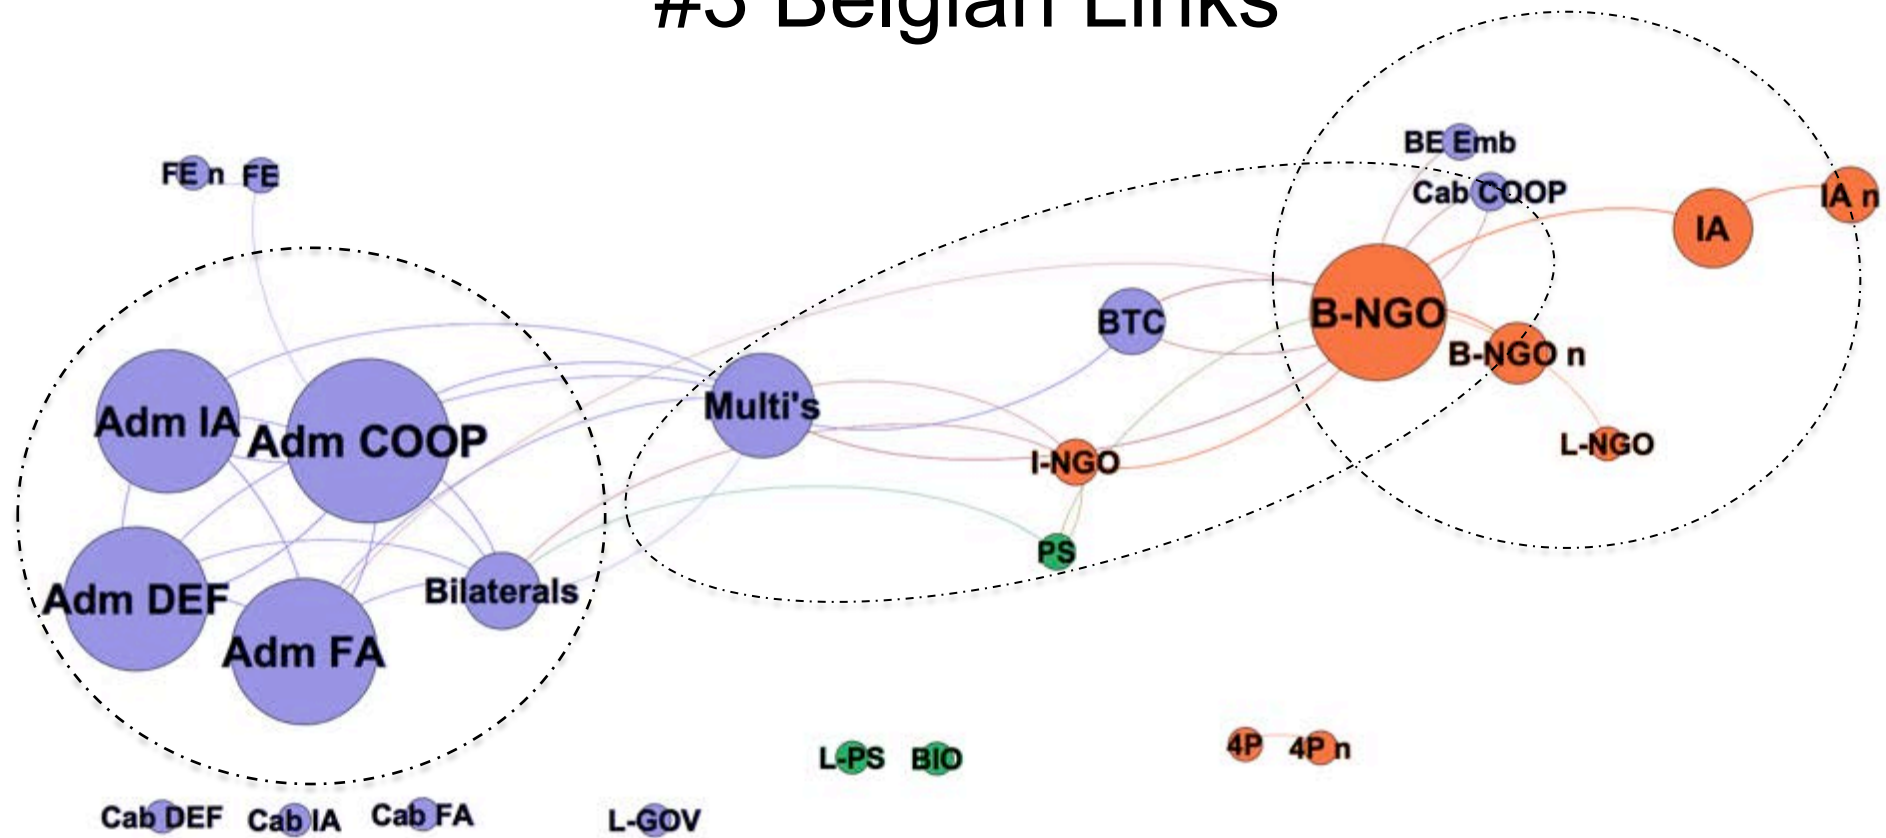 #3 Belgian Links
BE Emb
FE n
FE
Cab COOP
IA n
IA
B-NGO
BTC
B-NGO n
Multi's
Adm IA
Adm COOP
L-NGO
I-NGO
PS
Adm DEF
Bilaterals
Adm FA
4P
4P n
L-PS
BIO
Cab DEF
Cab IA
Cab FA
L-GOV